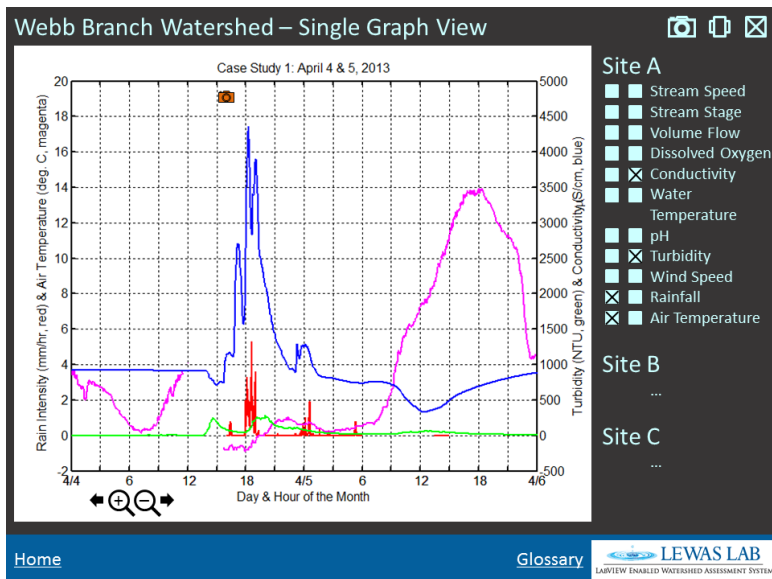 Webb Branch Watershed – Single Graph View
Case Study 1: April 4 & 5, 2013
Rain Intensity (mm/hr, red) & Air Temperature (deg. C, magenta)
20
18
16
14
12
10
8
6
4
2
0
-2
5000
4500
4000
3500
3000
2500
2000
1500
1000
500
0
-500
Turbidity (NTU, green) & Conductivity (S/cm, blue)
4/4
6
12
18
4/5
6
12
18
4/6
Day & Hour of the Month
Site A
Stream Speed
Stream Stage
Volume Flow
Dissolved Oxygen
Conductivity
Water
Temperature
pH
Turbidity
Wind Speed
Rainfall
Air Temperature
Site B
...
Site C
...
Home
Glossary
LEWAS LAB
LabVIEW Enabled Watershed Assessment System